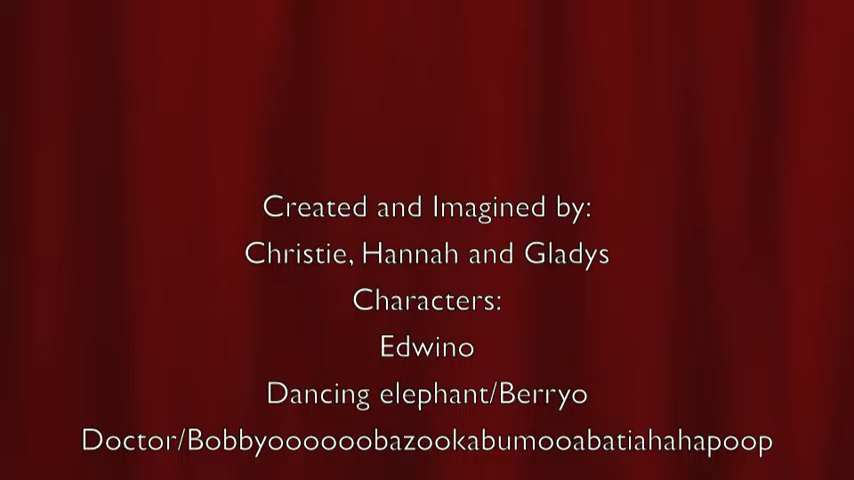 Created and Imagined by:
Christie, Hannah and Gladys
Characters:
Edwino
Dancing elephant/Berryo
Doctor/Bobbyoooooobazookabumooabatiahahapoop